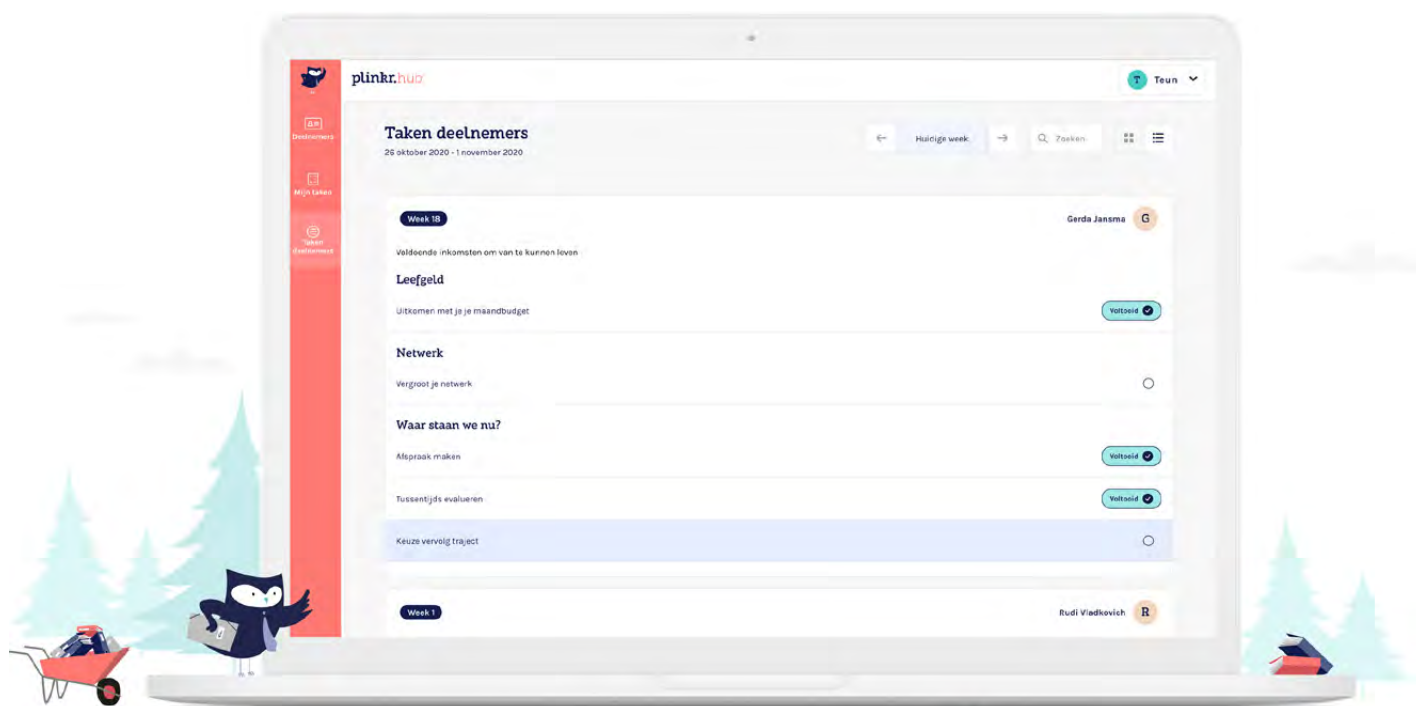 plinkr.hub
T Teun
Deelnemers
Mijn taken
Taken
deelnemers
Taken deelnemers
26 oktober 2020 - 1 november 2020
Huidige week
Zoeken
Week 18
Gerda Jansma G
Voldoende inkomsten om van te kunnen leven
Leefgeld
Uitkomen met je je maandbudget
Voltooid
Netwerk
Vergroot je netwerk
Waar staan we nu?
Afspraak maken
Voltooid
Tussentijds evalueren
Voltooid
Keuze vervolg traject
Week 1
Rudi Vladkovich R